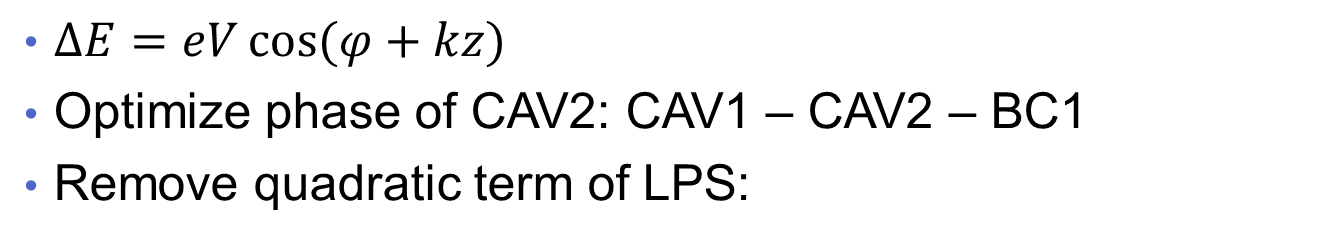 • ΔE = eV cos(φ + kz)
• Optimize phase of CAV2: CAV1 – CAV2 – BC1
• Remove quadratic term of LPS: